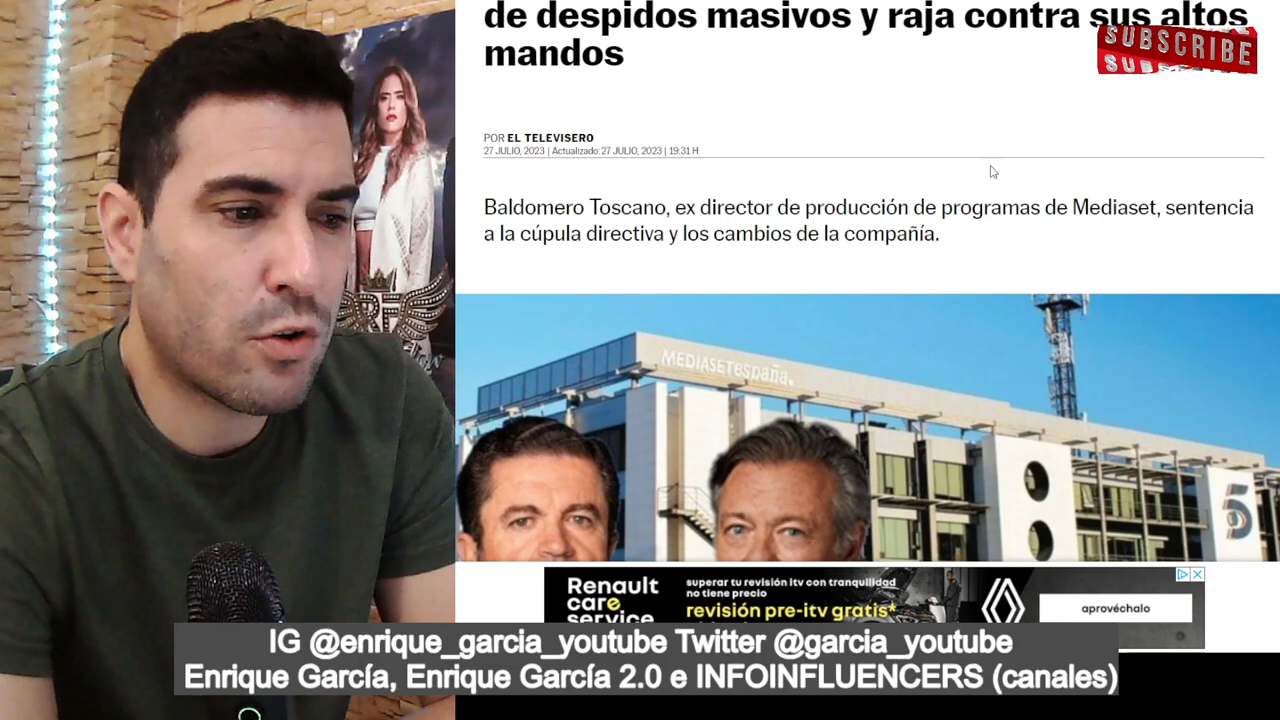 de despidos masivos y raja contra sus altos
mandos
SUBSCRIBE
POR EL TELEVISERO
27 JULIO, 2023 | Actualizado: 27 JULIO, 2023 | 19:31 H
Baldomero Toscano, ex director de producción de programas de Mediaset, sentencia
a la cúpula directiva y los cambios de la compañía.
MEDIASETespaña.
5
Renault
care
service
superar tu revisión itv con tranquilidad
no tiene precio
revisión pre-itv gratis*
aprovéchalo
IG @enrique_garcia_youtube Twitter @garcia_youtube
Enrique García, Enrique García 2.0 e INFOINFLUENCERS (canales)